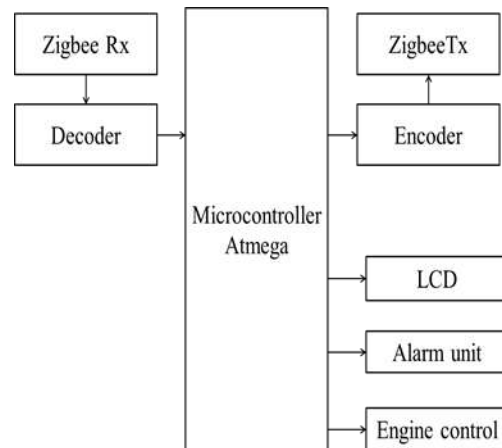 Zigbee Rx
ZigbeeTx
Decoder
Encoder
Microcontroller
Atmega
LCD
Alarm unit
Engine control